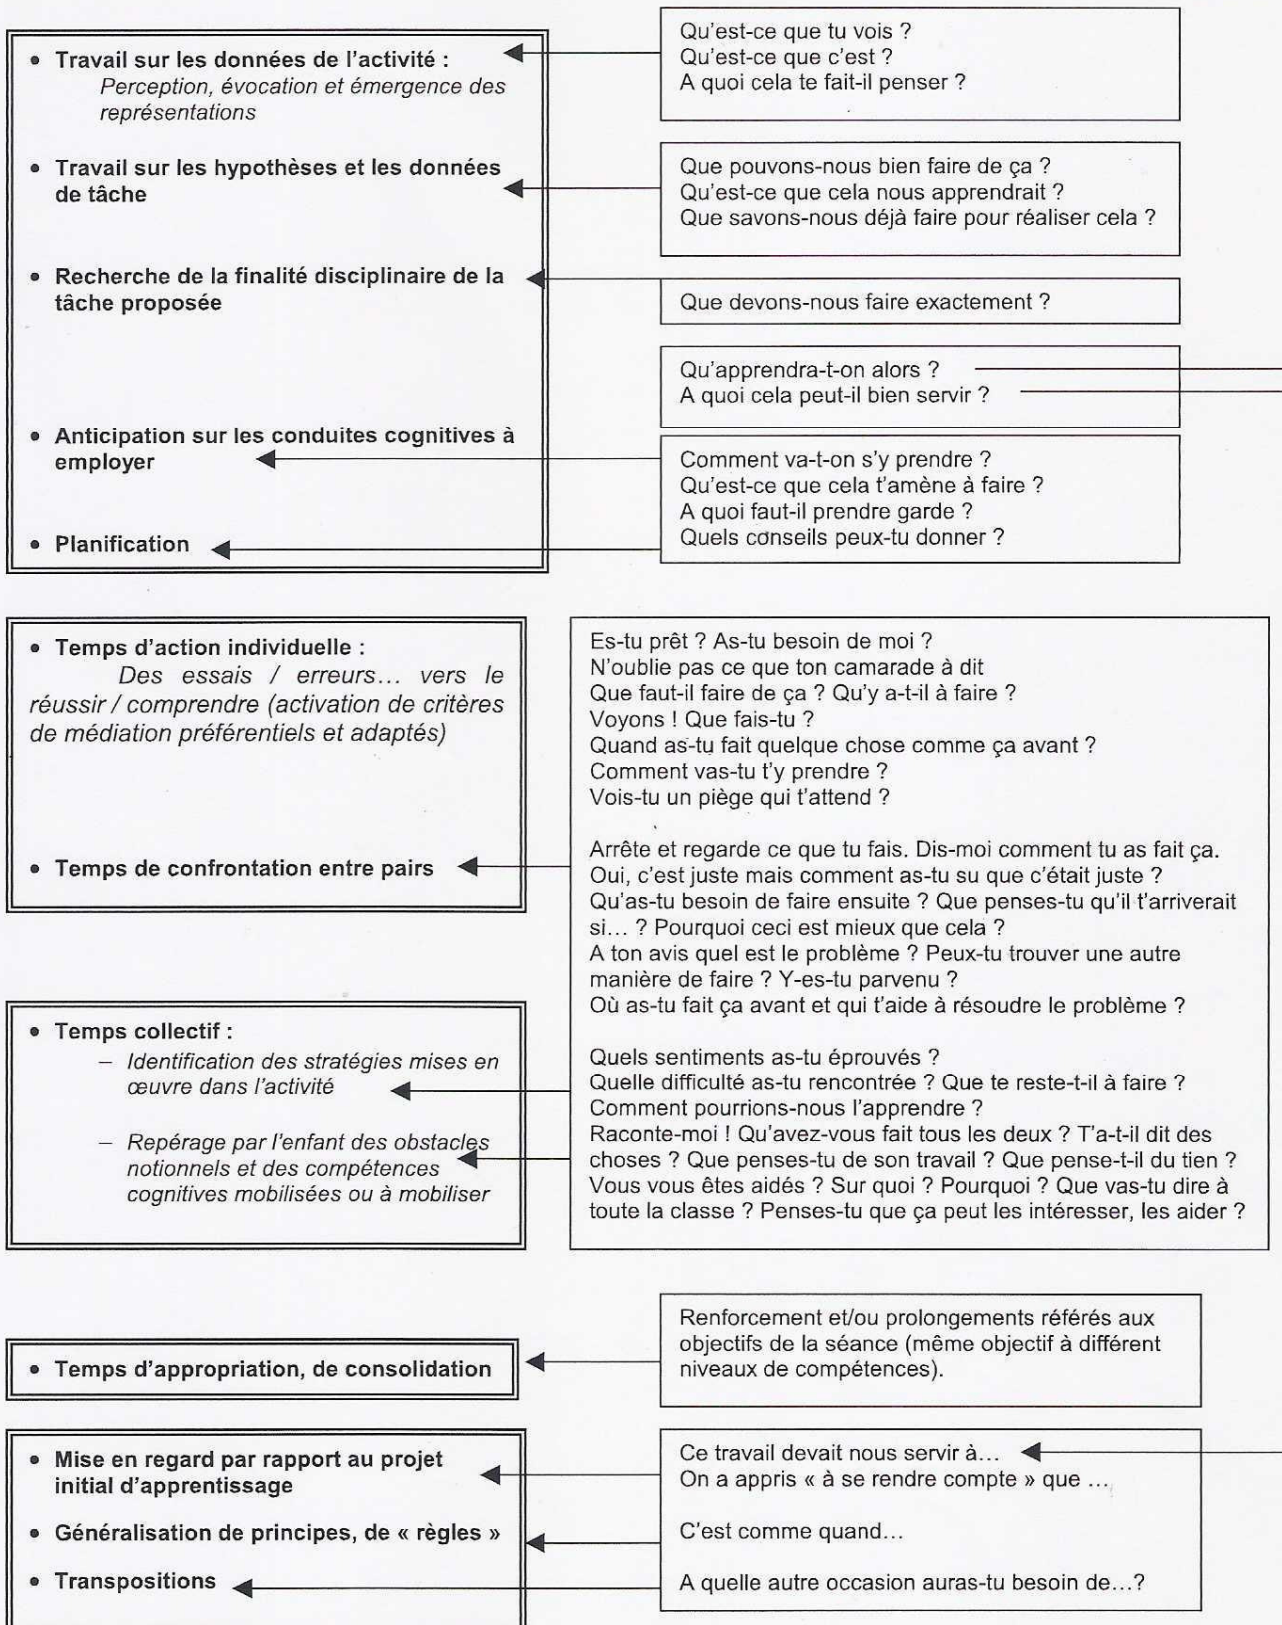 • Travail sur les données de l'activité :
Perception, évocation et émergence des
représentations
Qu'est-ce que tu vois ?
Qu'est-ce que c'est ?
A quoi cela te fait-il penser ?
• Travail sur les hypothèses et les données
de tâche
Que pouvons-nous bien faire de ça ?
Qu'est-ce que cela nous apprendrait ?
Que savons-nous déjà faire pour réaliser cela ?
• Recherche de la finalité disciplinaire de la
tâche proposée
Que devons-nous faire exactement ?
Qu'apprendra-t-on alors ?
A quoi cela peut-il bien servir ?
• Anticipation sur les conduites cognitives à
employer
• Planification
Comment va-t-on s'y prendre ?
Qu'est-ce que cela t'amène à faire ?
A quoi faut-il prendre garde ?
Quels conseils peux-tu donner ?
• Temps d'action individuelle :
Des essais / erreurs… vers le
réussir / comprendre (activation de critères
de médiation préférentiels et adaptés)
• Temps de confrontation entre pairs
Es-tu prêt ? As-tu besoin de moi ?
N'oublie pas ce que ton camarade à dit
Que faut-il faire de ça ? Qu'y a-t-il à faire ?
Voyons ! Que fais-tu ?
Quand as-tu fait quelque chose comme ça avant ?
Comment vas-tu t'y prendre ?
Vois-tu un piège qui t'attend ?
Arrête et regarde ce que tu fais. Dis-moi comment tu as fait ça.
Oui, c'est juste mais comment as-tu su que c'était juste ?
Qu'as-tu besoin de faire ensuite ? Que penses-tu qu'il t'arriverait
si… ? Pourquoi ceci est mieux que cela ?
A ton avis quel est le problème ? Peux-tu trouver une autre
manière de faire ? Y-es-tu parvenu ?
Où as-tu fait ça avant et qui t'aide à résoudre le problème ?
Quels sentiments as-tu éprouvés ?
Quelle difficulté as-tu rencontrée ? Que te reste-t-il à faire ?
Comment pourrions-nous l'apprendre ?
Raconte-moi ! Qu'avez-vous fait tous les deux ? T'a-t-il dit des
choses ? Que penses-tu de son travail ? Que pense-t-il du tien ?
Vous vous êtes aidés ? Sur quoi ? Pourquoi ? Que vas-tu dire à
toute la classe ? Penses-tu que ça peut les intéresser, les aider ?
• Temps collectif :
– Identification des stratégies mises en
œuvre dans l'activité
– Repérage par l'enfant des obstacles
notionnels et des compétences
cognitives mobilisées ou à mobiliser
• Temps d'appropriation, de consolidation
Renforcement et/ou prolongements référés aux
objectifs de la séance (même objectif à différent
niveaux de compétences).
• Mise en regard par rapport au projet
initial d'apprentissage
• Généralisation de principes, de « règles »
• Transpositions
Ce travail devait nous servir à…
On a appris « à se rendre compte » que …
C'est comme quand…
A quelle autre occasion auras-tu besoin de…?